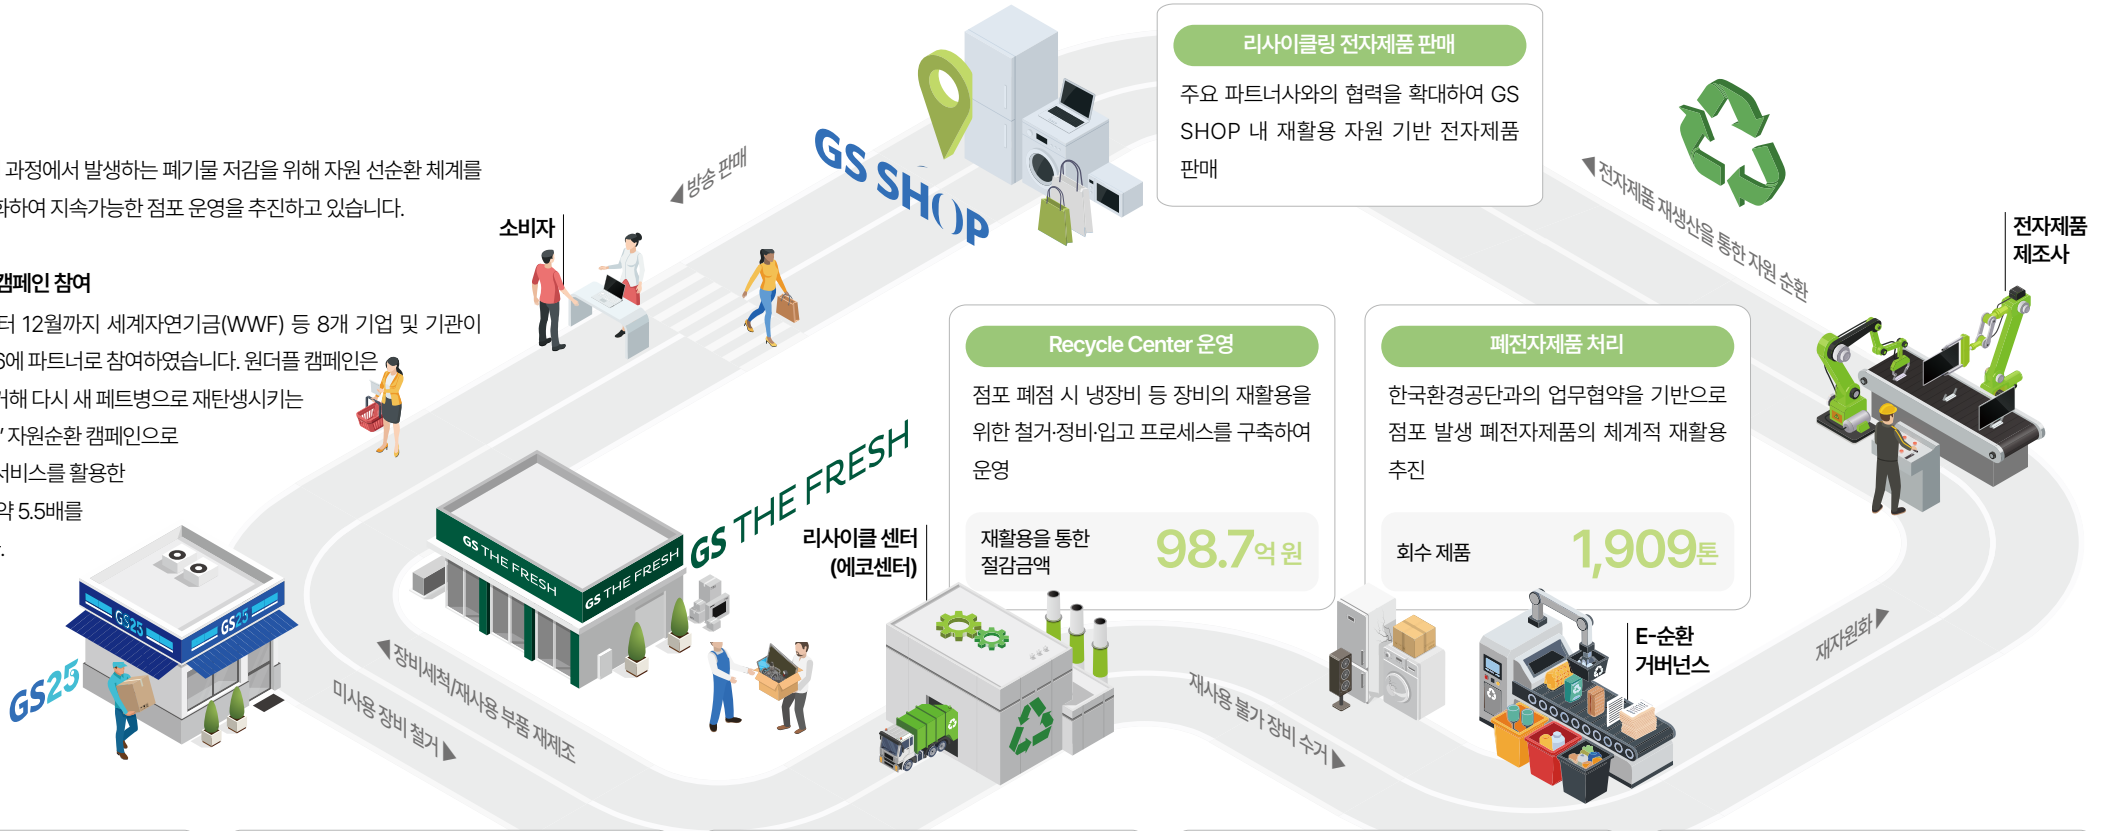 과정에서 발생하는 폐기물 저감을 위해 자원 선순환 체계를
화하여 지속가능한 점포 운영을 추진하고 있습니다.
캠페인 참여
터 12월까지 세계자연기금(WWF) 등 8개 기업 및 기관이
6에 파트너로 참여하였습니다. 원더플 캠페인은
거해 다시 새 페트병으로 재탄생시키는
’ 자원순환 캠페인으로
서비스를 활용한
약 5.5배를
소비자
◀ 방송 판매
GS SHOP
리사이클링 전자제품 판매
주요 파트너사와의 협력을 확대하여 GS
SHOP 내 재활용 자원 기반 전자제품
판매
◀ 전자제품 재생산을 통한 자원 순환
전자제품
제조사
Recycle Center 운영
점포 폐점 시 냉장비 등 장비의 재활용을
위한 철거·정비·입고 프로세스를 구축하여
운영
재활용을 통한
절감금액
98.7억 원
폐전자제품 처리
한국환경공단과의 업무협약을 기반으로
점포 발생 폐전자제품의 체계적 재활용
추진
회수 제품
1,909톤
GS25
GS25
GS25
GS THE FRESH
GS THE FRESH
GS THE FRESH
리사이클 센터
(에코센터)
E-순환
거버넌스
◀ 장비세척/재사용 부품 재제조
미사용 장비 철거 ▶
재사용 불가 장비 수거 ▶
재자원화 ▶